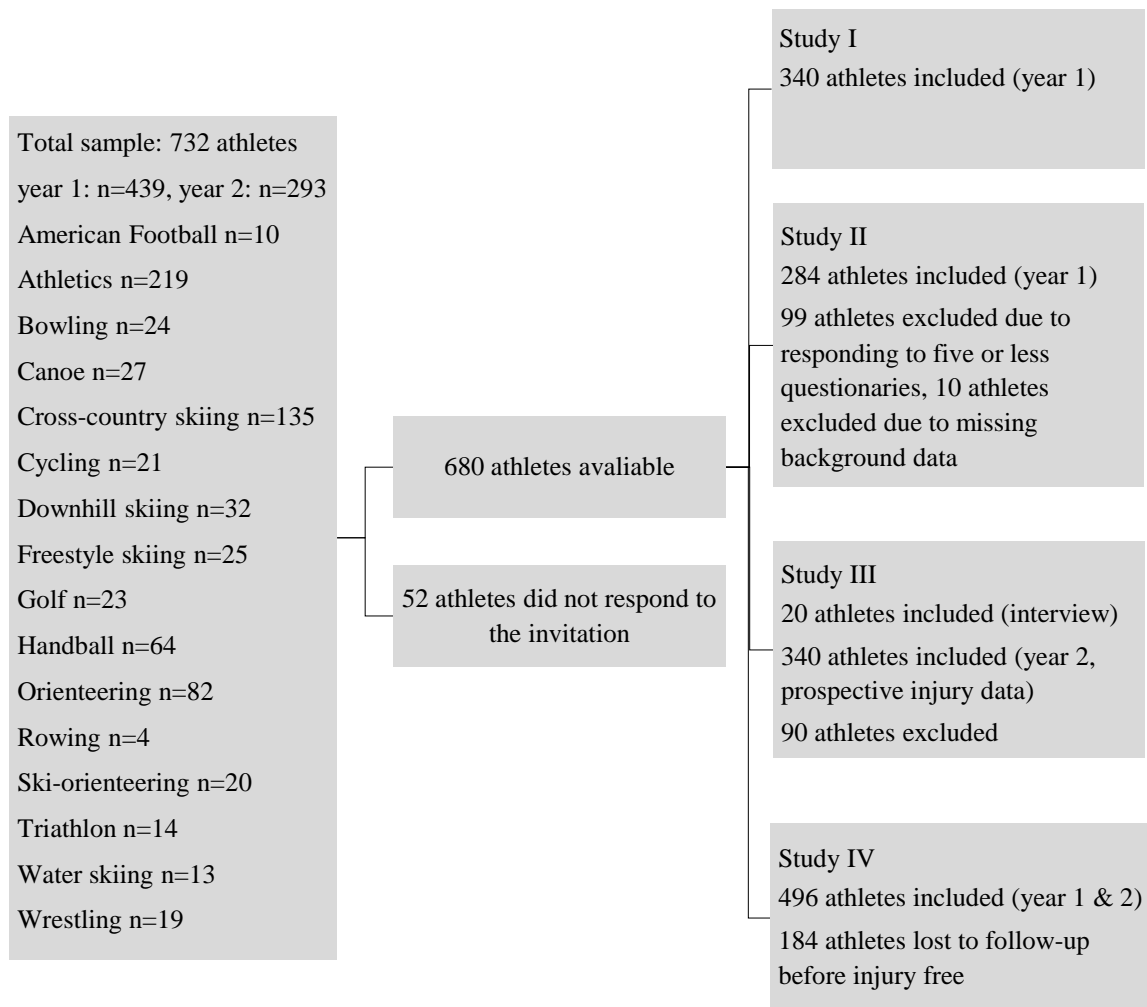 Total sample: 732 athletes
year 1: n=439, year 2: n=293
American Football n=10
Athletics n=219
Bowling n=24
Canoe n=27
Cross-country skiing n=135
Cycling n=21
Downhill skiing n=32
Freestyle skiing n=25
Golf n=23
Handball n=64
Orienteering n=82
Rowing n=4
Ski-orienteering n=20
Triathlon n=14
Water skiing n=13
Wrestling n=19
680 athletes avaliable
52 athletes did not respond to
the invitation
Study I
340 athletes included (year 1)
Study II
284 athletes included (year 1)
99 athletes excluded due to
responding to five or less
questionaries, 10 athletes
excluded due to missing
background data
Study III
20 athletes included (interview)
340 athletes included (year 2,
prospective injury data)
90 athletes excluded
Study IV
496 athletes included (year 1 & 2)
184 athletes lost to follow-up
before injury free